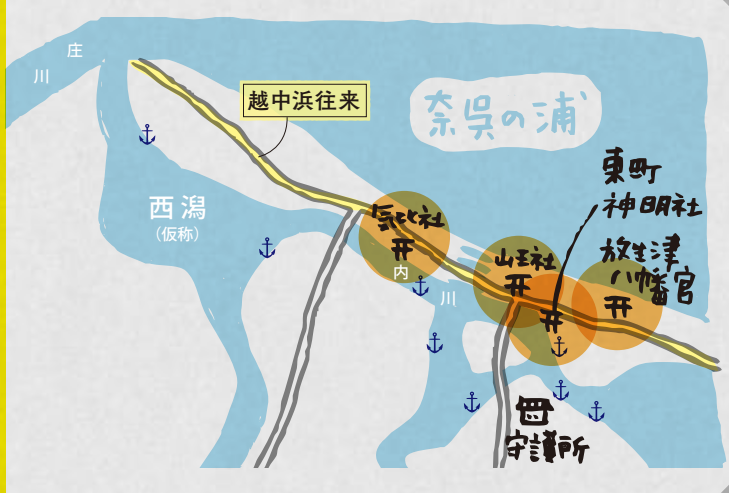 庄
川
越中浜往来
奈呉の浦
東町
神明社
西潟
(仮称)
気比社
山王社
放生津
八幡宮
内
川
守護所